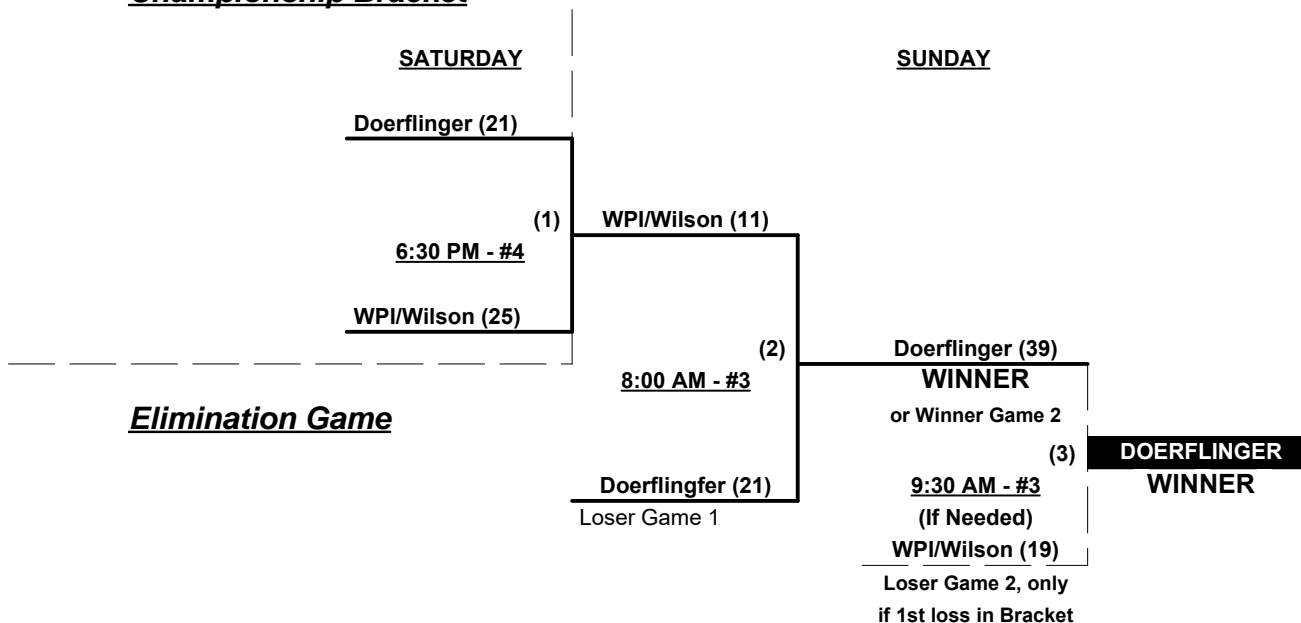 Championship Bracket
SATURDAY
SUNDAY
Doerflinger (21)
(1)
WPI/Wilson (11)
6:30 PM - #4
WPI/Wilson (25)
(2)
Doerflinger (39)
8:00 AM - #3
WINNER
or Winner Game 2
Elimination Game
(3)
DOERFLINGER
WINNER
Doerflingfer (21)
Loser Game 1
9:30 AM - #3
(If Needed)
WPI/Wilson (19)
Loser Game 2, only
if 1st loss in Bracket